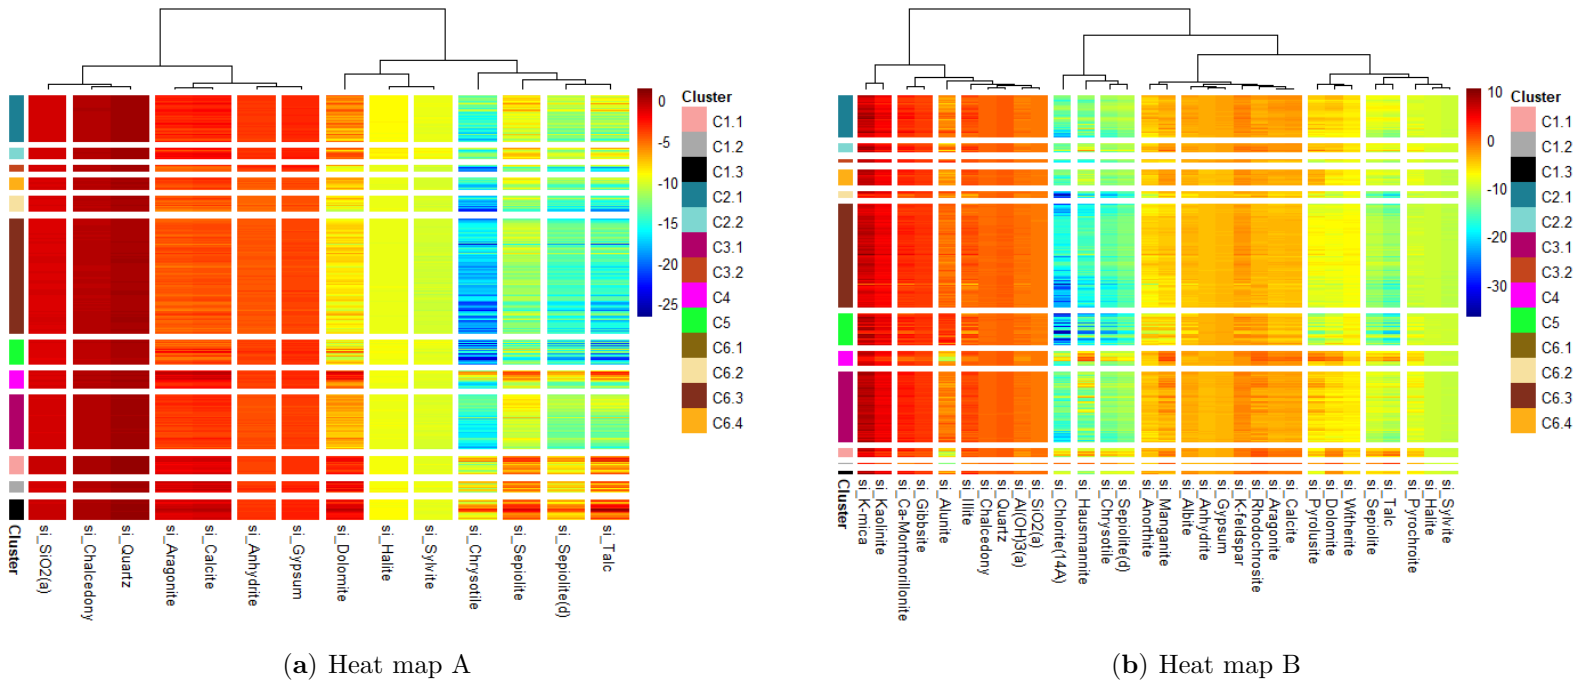 0
-5
-10
-15
-20
-25
Cluster
C1.1
C1.2
C1.3
C2.1
C2.2
C3.1
C3.2
C4
C5
C6.1
C6.2
C6.3
C6.4
Cluster
si_SiO2(a)
si_Chalcedony
si_Quartz
si_Aragonite
si_Calcite
si_Anhydrite
si_Gypsum
si_Dolomite
si_Halite
si_Sylvite
si_Chrysotile
si_Sepiolite
si_Sepiolite(d)
si_Talc
(a) Heat map A
10
0
-10
-20
-30
Cluster
C1.1
C1.2
C1.3
C2.1
C2.2
C3.1
C3.2
C4
C5
C6.1
C6.2
C6.3
C6.4
Cluster
si_K-mica
si_Kaolinite
si_Ca-Montmorillonite
si_Gibbsite
si_Alunite
si_Illite
si_Chalcedony
si_Quartz
si_Al(OH)3(a)
si_SiO2(a)
si_Chlorite(14A)
si_Hausmannite
si_Chrysotile
si_Sepiolite(d)
si_Anorthite
si_Manganite
si_Albite
si_Anhydrite
si_Gypsum
si_K-feldspar
si_Rhodochrosite
si_Aragonite
si_Calcite
si_Pyrolusite
si_Dolomite
si_Witherite
si_Sepiolite
si_Talc
si_Pyrochroite
si_Halite
si_Sylvite
(b) Heat map B